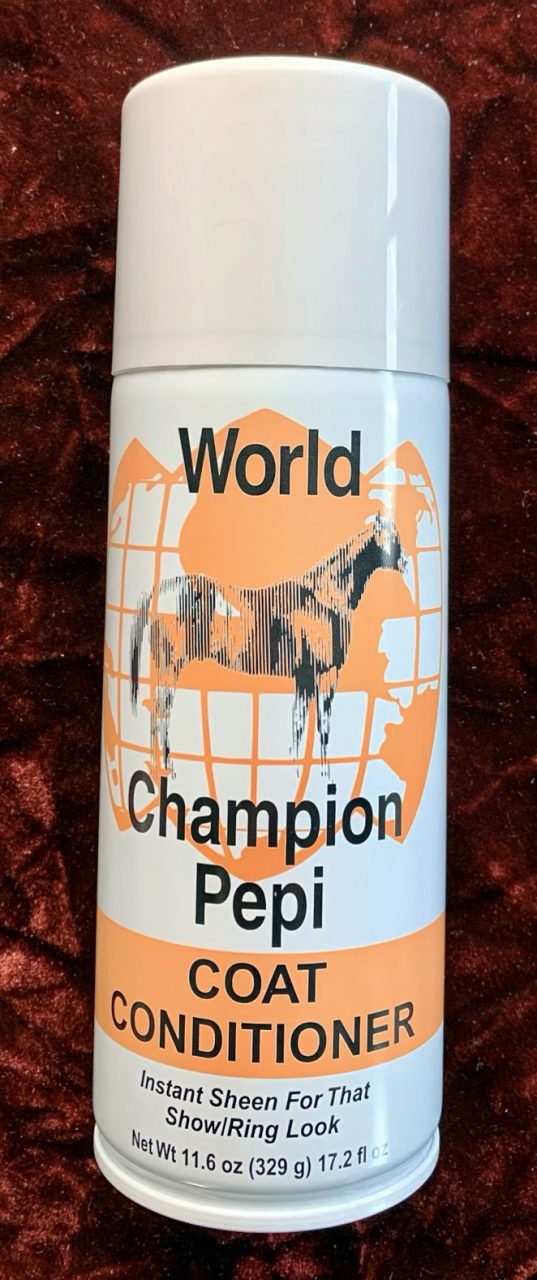 World
Champion
Pepi
COAT
CONDITIONER
Instant Sheen For That
Show/Ring Look
Net Wt 11.6 oz (329 g) 17.2 fl oz